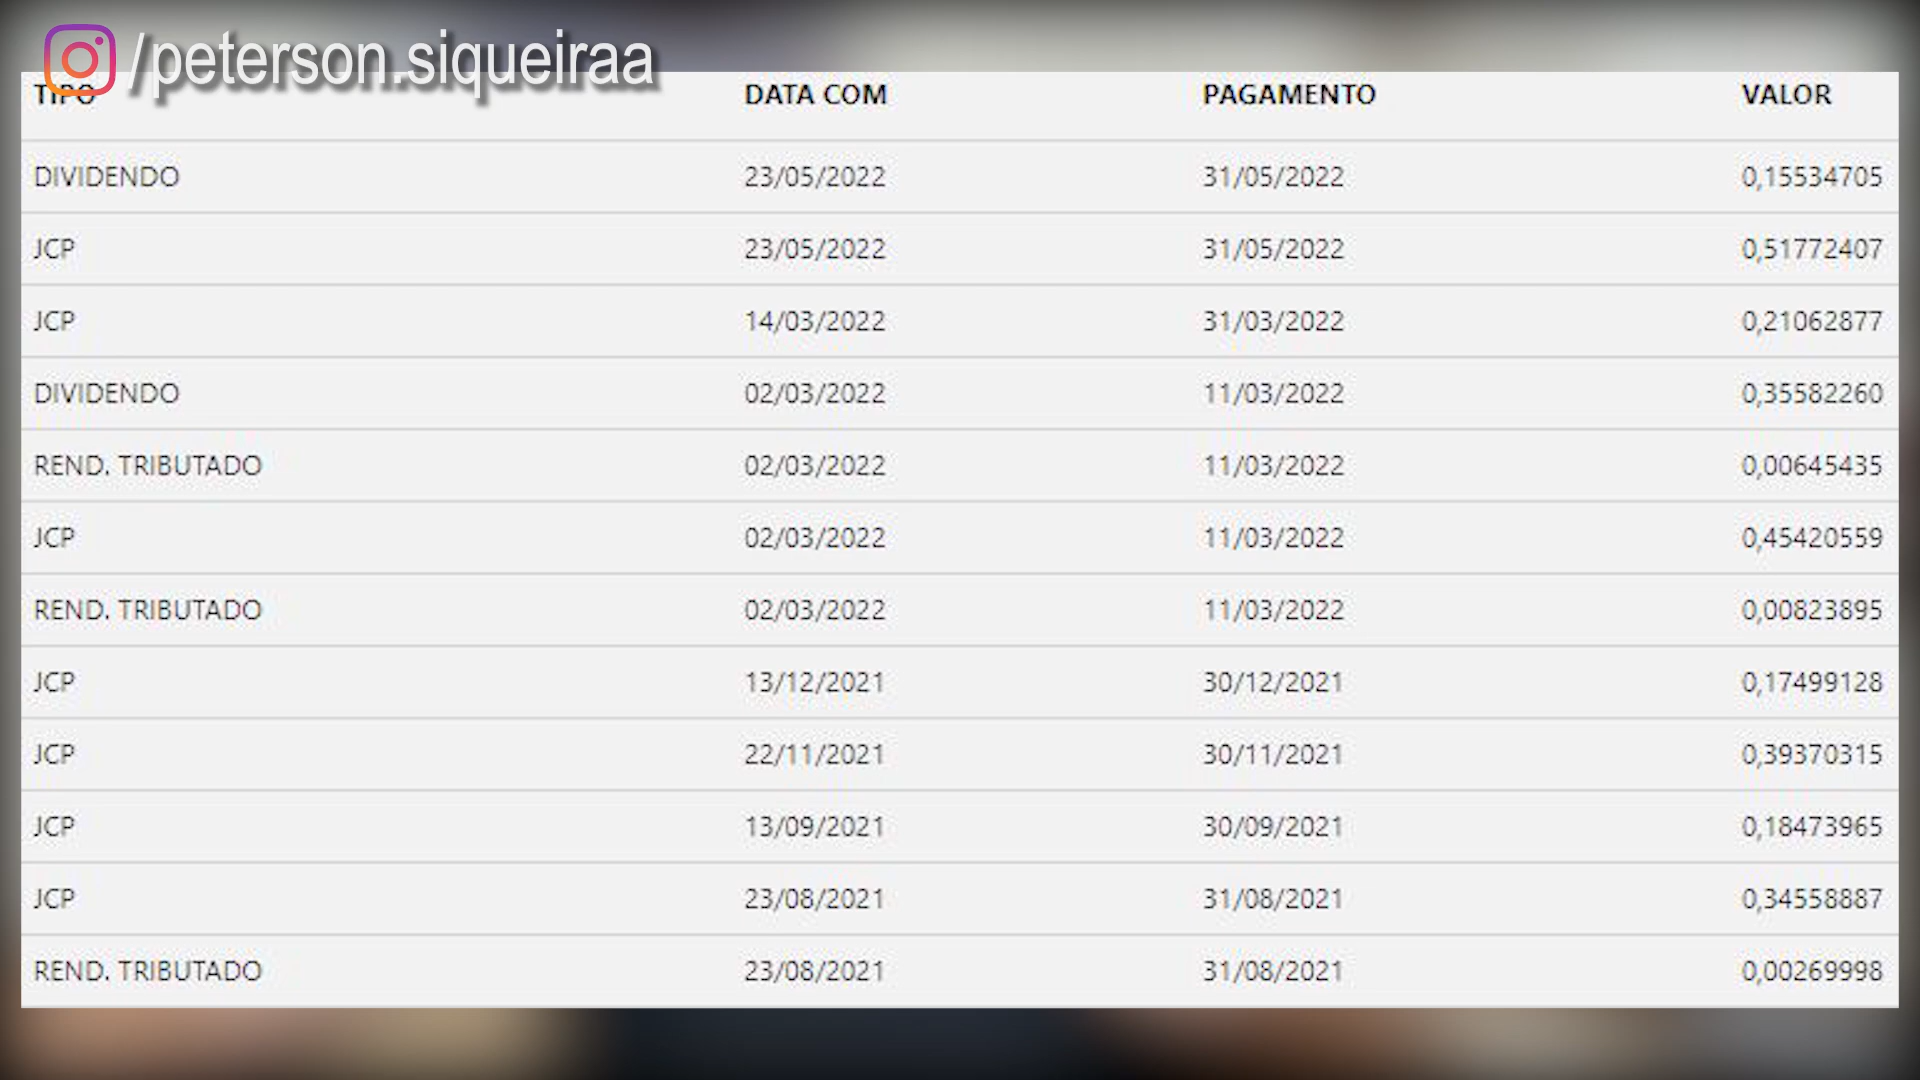 /peterson.siqueiraa
TIPO DATA COM PAGAMENTO VALOR
DIVIDENDO 23/05/2022 31/05/2022 0,15534705
JCP 23/05/2022 31/05/2022 0,51772407
JCP 14/03/2022 31/03/2022 0,21062877
DIVIDENDO 02/03/2022 11/03/2022 0,35582260
REND. TRIBUTADO 02/03/2022 11/03/2022 0,00645435
JCP 02/03/2022 11/03/2022 0,45420559
REND. TRIBUTADO 02/03/2022 11/03/2022 0,00823895
JCP 13/12/2021 30/12/2021 0,17499128
JCP 22/11/2021 30/11/2021 0,39370315
JCP 13/09/2021 30/09/2021 0,18473965
JCP 23/08/2021 31/08/2021 0,34558887
REND. TRIBUTADO 23/08/2021 31/08/2021 0,00269998